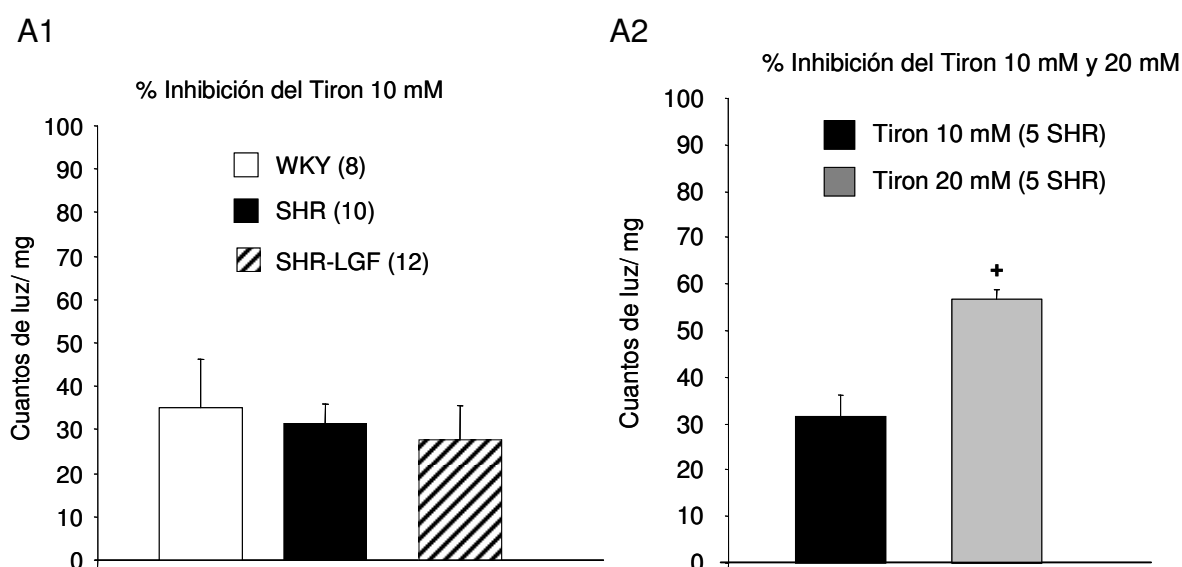 A1
% Inhibición del Tiron 10 mM
Cuantos de luz/ mg
100
90
80
70
60
50
40
30
20
10
0
WKY (8)
SHR (10)
SHR-LGF (12)
A2
% Inhibición del Tiron 10 mM y 20 mM
Cuantos de luz/ mg
100
90
80
70
60
50
40
30
20
10
0
Tiron 10 mM (5 SHR)
Tiron 20 mM (5 SHR)
+